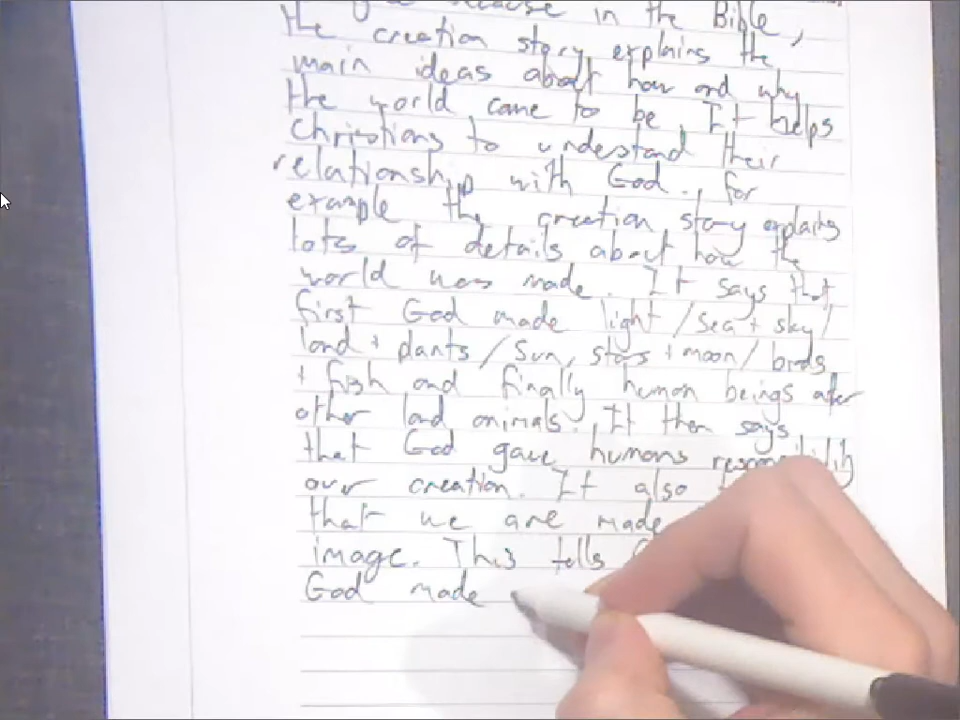 in the Bible,
the creation story explains the
main ideas about how and why
the world came to be. It helps
Christians to understand their
relationship with God. for
example the creation story explains
lots of details about how the
world was made. It says that
first God made light / sea + sky /
land + plants / Sun, stars + moon / birds
+ fish and finally human beings after
other land animals. It then says
that God gave humans responsibility
over creation. It also
that we are made
image. This tells
God made